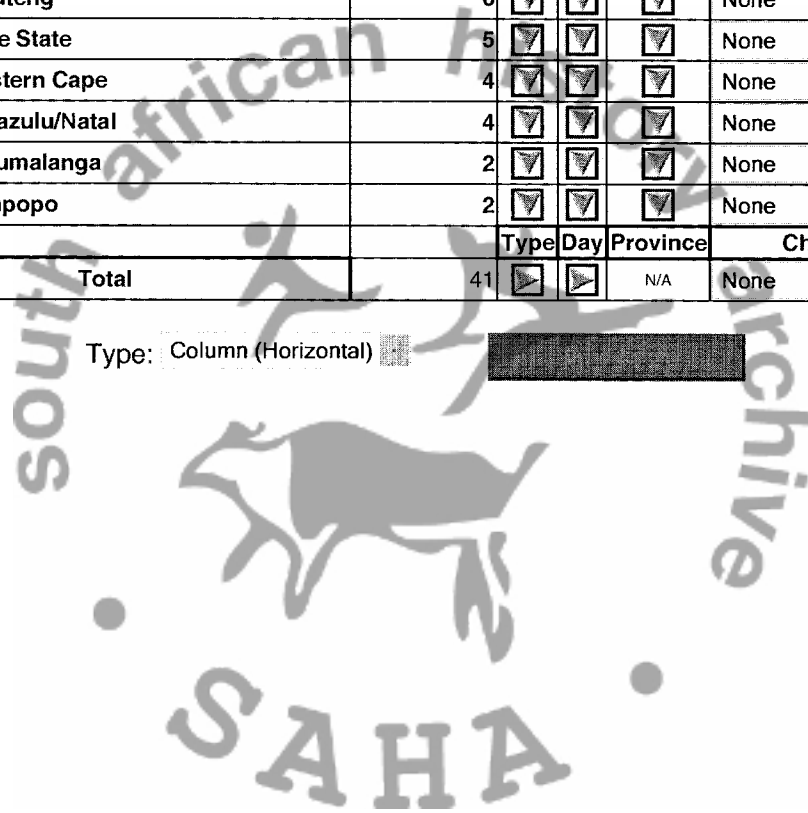 e State 5 None
stern Cape 4 None
azulu/Natal 4 None
umalanga 2 None
popo 2 None
Type Day Province Ch
Total 41 N/A None
Type: Column (Horizontal)
south african history archive
SAHA